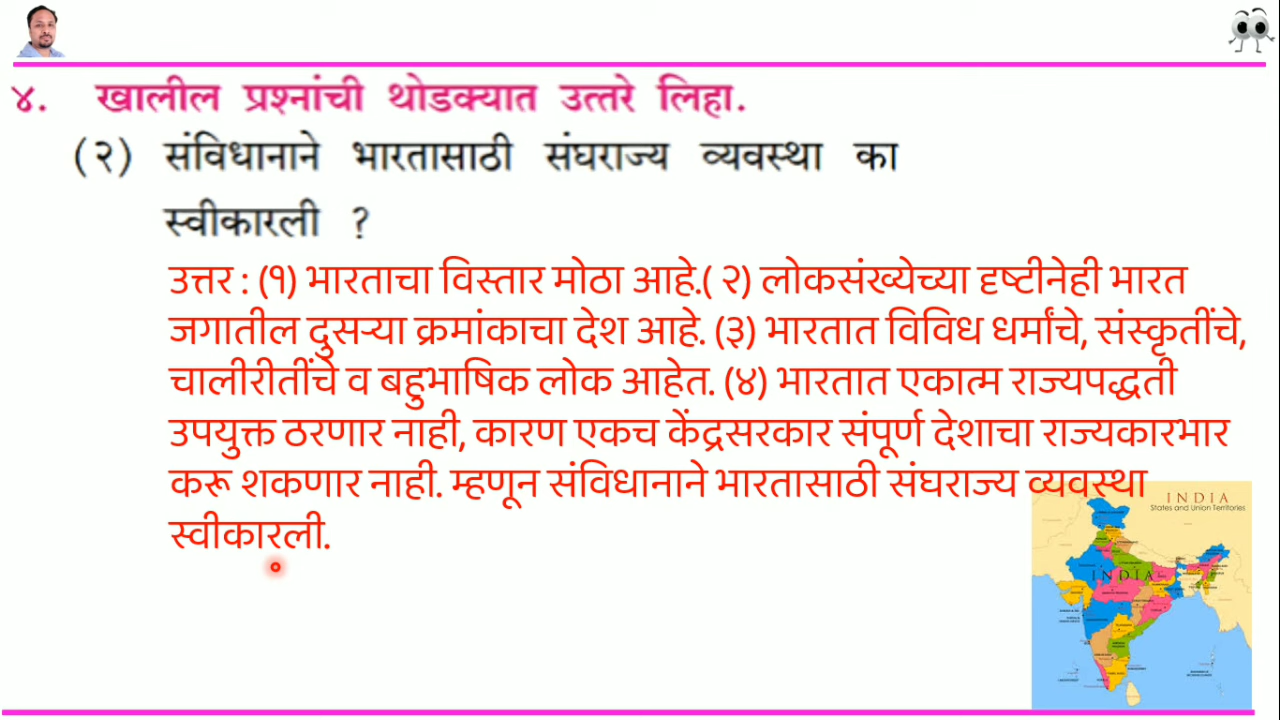 ४. खालील प्रश्नांची थोडक्यात उत्तरे लिहा.
(२) संविधानाने भारतासाठी संघराज्य व्यवस्था का
स्वीकारली ?
उत्तर : (१) भारताचा विस्तार मोठा आहे.( २) लोकसंख्येच्या दृष्टीनेही भारत
जगातील दुसऱ्या क्रमांकाचा देश आहे. (३) भारतात विविध धर्मांचे, संस्कृतींचे,
चालीरीतींचे व बहुभाषिक लोक आहेत. (४) भारतात एकात्म राज्यपद्धती
उपयुक्त ठरणार नाही, कारण एकच केंद्रसरकार संपूर्ण देशाचा राज्यकारभार
करू शकणार नाही. म्हणून संविधानाने भारतासाठी संघराज्य व्यवस्था
स्वीकारली.
INDIA
States and Union Territories
INDIA